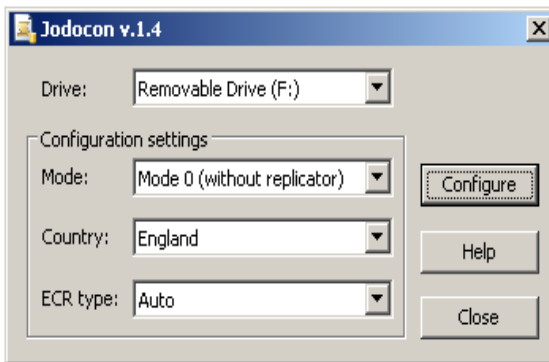 Jodocon v.1.4
Drive: Removable Drive (F:)
Configuration settings
Mode: Mode 0 (without replicator)
Configure
Country: England
Help
ECR type: Auto
Close